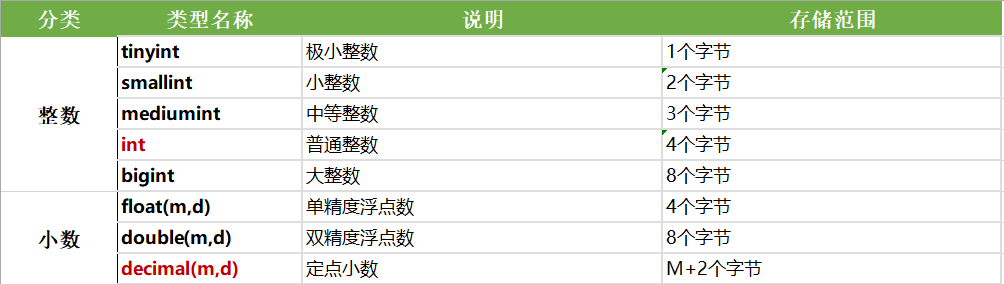 分类 类型名称 说明 存储范围
tinyint 极小整数 1个字节
smallint 小整数 2个字节
整数 mediumint 中等整数 3个字节
int 普通整数 4个字节
bigint 大整数 8个字节
float(m,d) 单精度浮点数 4个字节
小数 double(m,d) 双精度浮点数 8个字节
decimal(m,d) 定点小数 M+2个字节